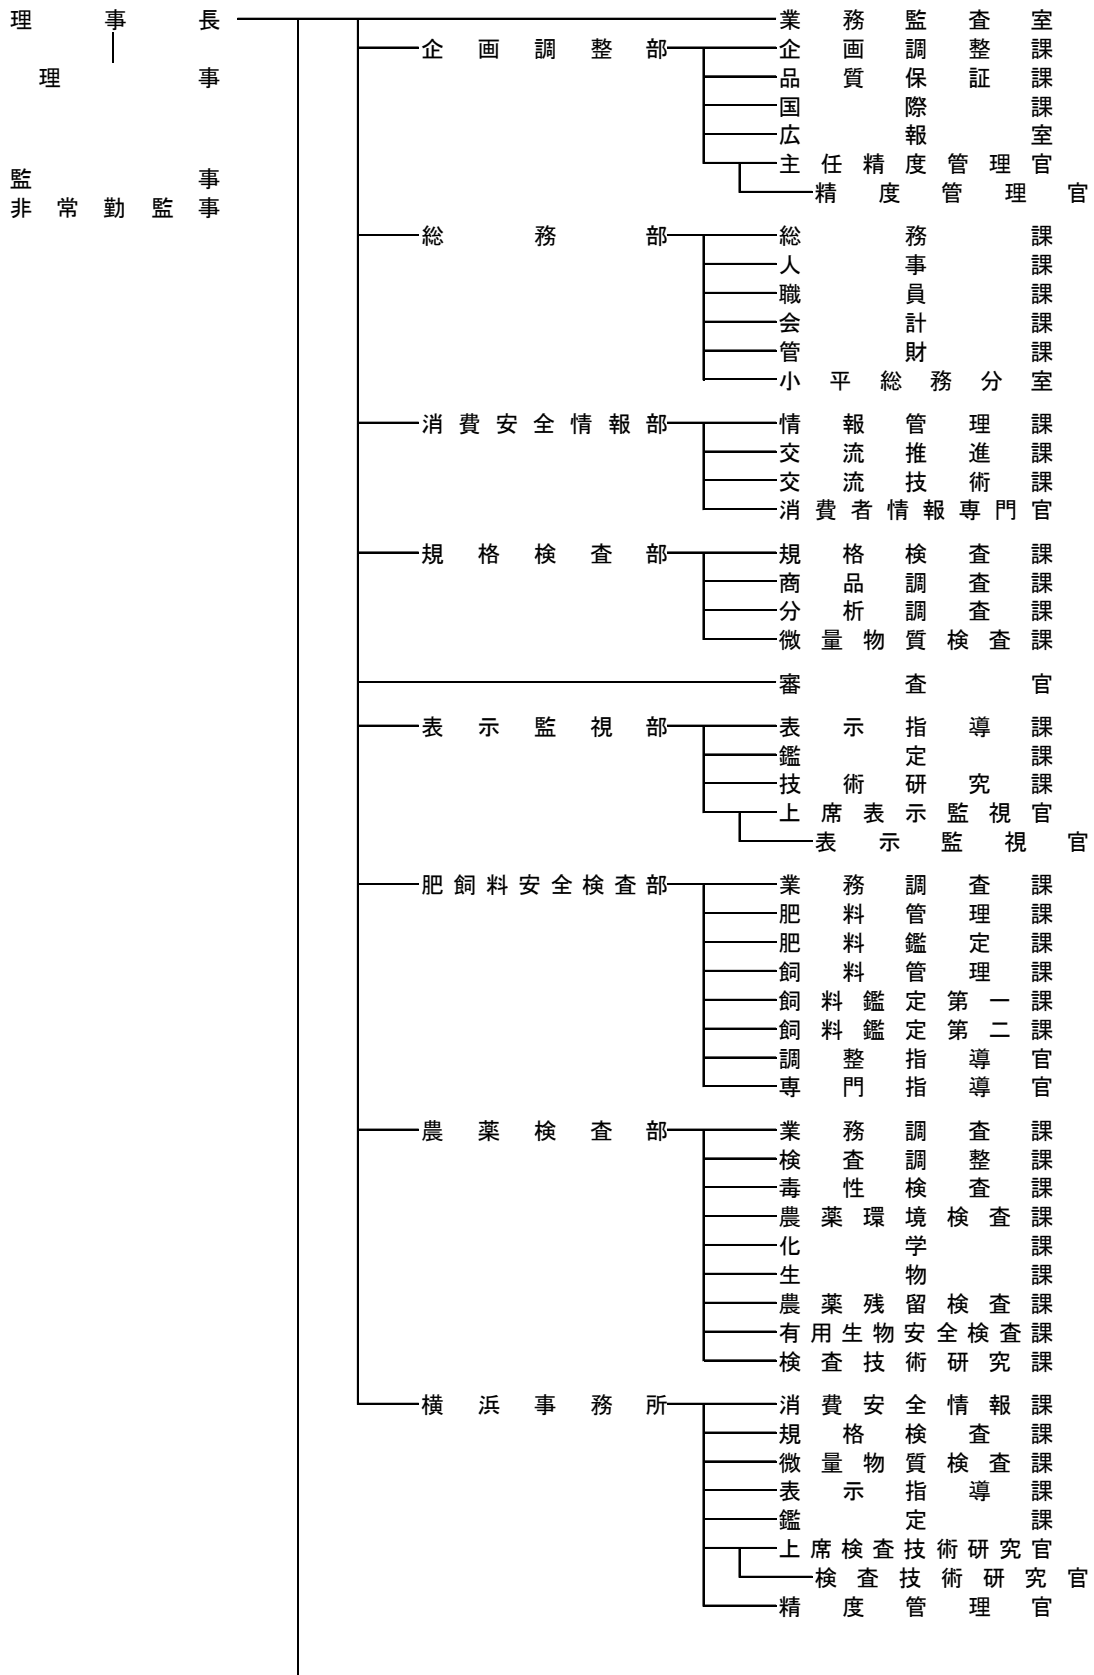 理事長 業務監査室
企画調整部 企画調整課
理事 品質保証課
国際課
広報室
主任精度管理官
監事
精度管理官
非常勤監事
総務部 総務課
人事課
職員課
会計課
管財課
小平総務分室
消費安全情報部 情報管理課
交流推進課
交流技術課
消費者情報専門官
規格検査部 規格検査課
商品調査課
分析調査課
微量物質検査課
審査官
表示監視部 表示指導課
鑑定課
技術研究課
上席表示監視官
表示監視官
肥飼料安全検査部 業務調査課
肥料管理課
肥料鑑定課
飼料管理課
飼料鑑定第一課
飼料鑑定第二課
調整指導官
専門指導官
農薬検査部 業務調査課
検査調整課
毒性検査課
農薬環境検査課
化学課
生物課
農薬残留検査課
有用生物安全検査課
検査技術研究課
横浜事務所 消費安全情報課
規格検査課
微量物質検査課
表示指導課
鑑定課
上席検査技術研究官
検査技術研究官
精度管理官